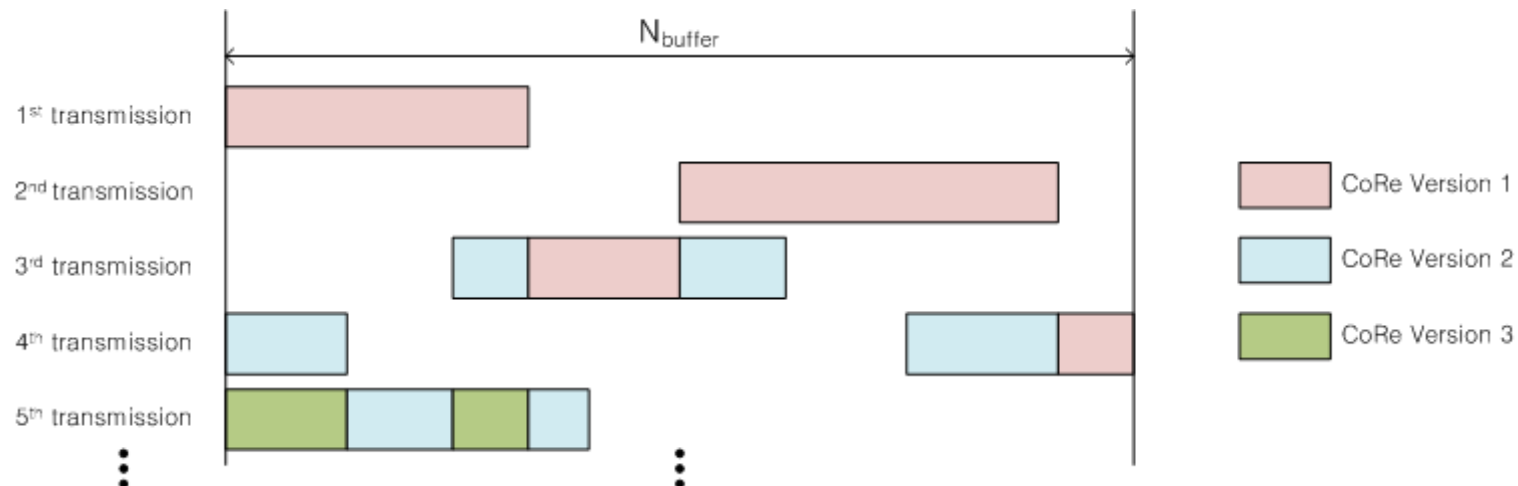 N_buffer
1st transmission
2nd transmission
3rd transmission
4th transmission
5th transmission
CoRe Version 1
CoRe Version 2
CoRe Version 3